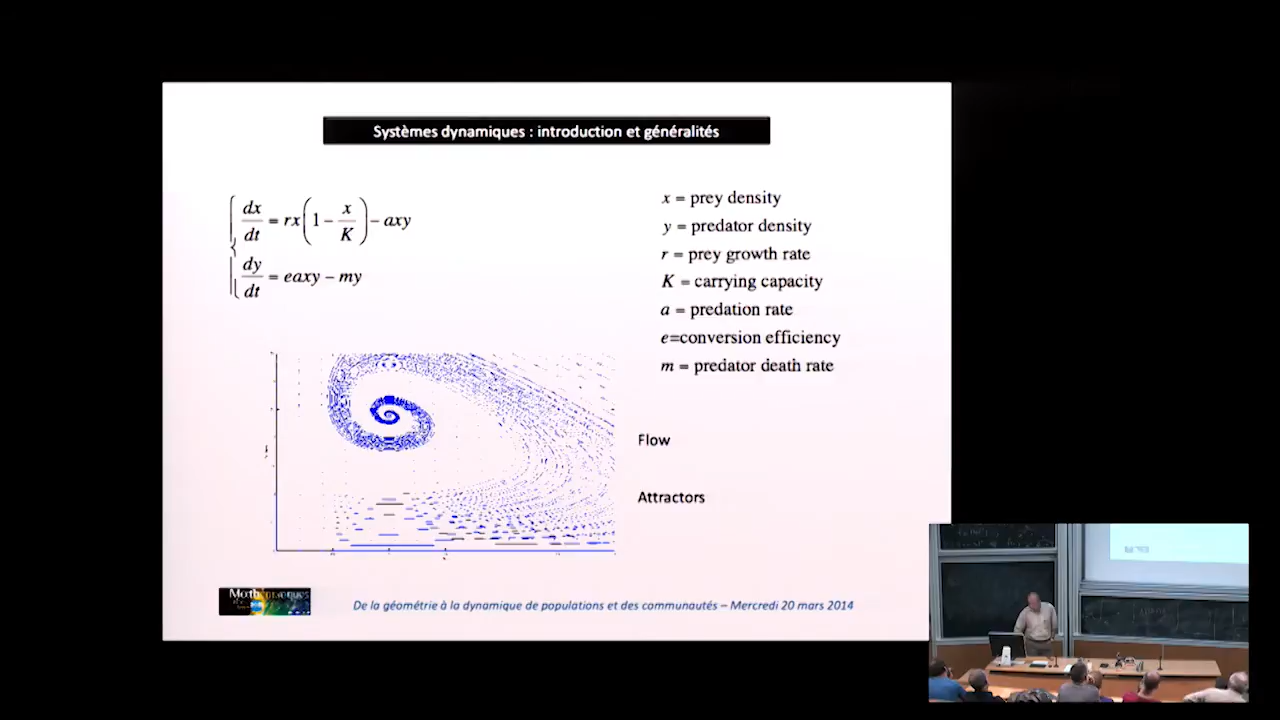 Systèmes dynamiques : introduction et généralités
dx/dt = rx(1 − x/K) − axy
dy/dt = eaxy − my
x = prey density
y = predator density
r = prey growth rate
K = carrying capacity
a = predation rate
e=conversion efficiency
m = predator death rate
Flow
Attractors
De la géométrie à la dynamique de populations et des communautés – Mercredi 20 mars 2014